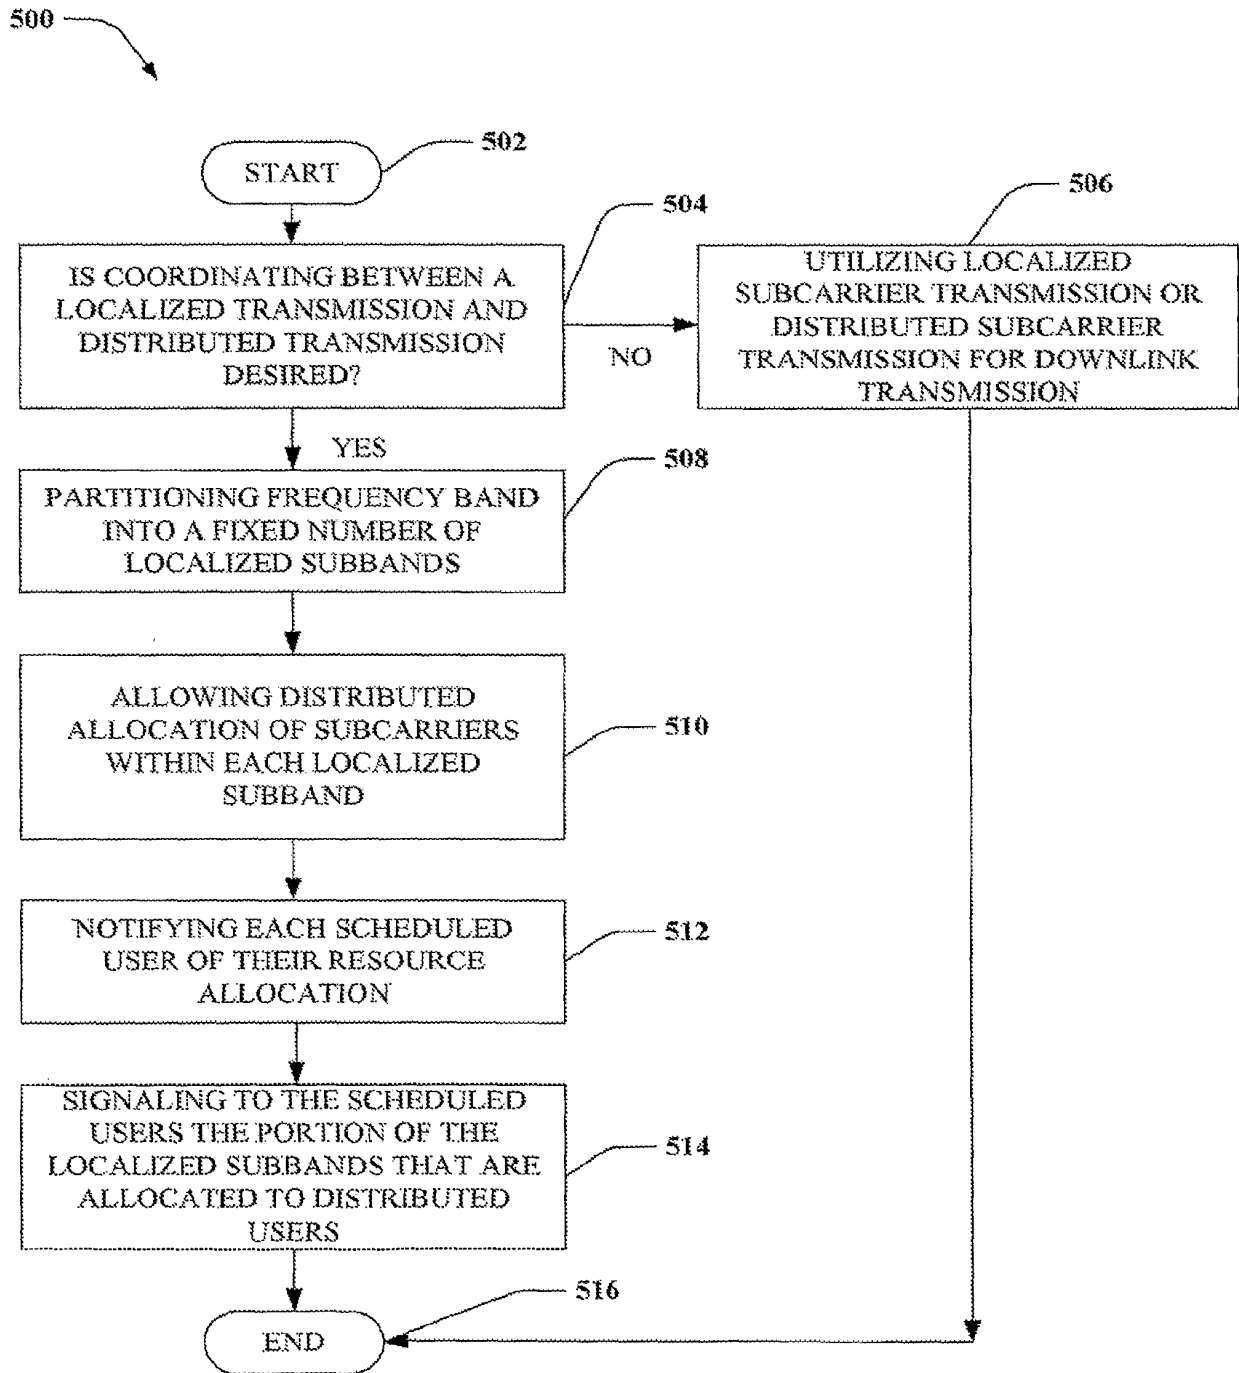 500
START
502
IS COORDINATING BETWEEN A
LOCALIZED TRANSMISSION AND
DISTRIBUTED TRANSMISSION
DESIRED?
504
NO
506
UTILIZING LOCALIZED
SUBCARRIER TRANSMISSION OR
DISTRIBUTED SUBCARRIER
TRANSMISSION FOR DOWNLINK
TRANSMISSION
YES
508
PARTITIONING FREQUENCY BAND
INTO A FIXED NUMBER OF
LOCALIZED SUBBANDS
ALLOWING DISTRIBUTED
ALLOCATION OF SUBCARRIERS
WITHIN EACH LOCALIZED
SUBBAND
510
NOTIFYING EACH SCHEDULED
USER OF THEIR RESOURCE
ALLOCATION
512
SIGNALING TO THE SCHEDULED
USERS THE PORTION OF THE
LOCALIZED SUBBANDS THAT ARE
ALLOCATED TO DISTRIBUTED
USERS
514
516
END